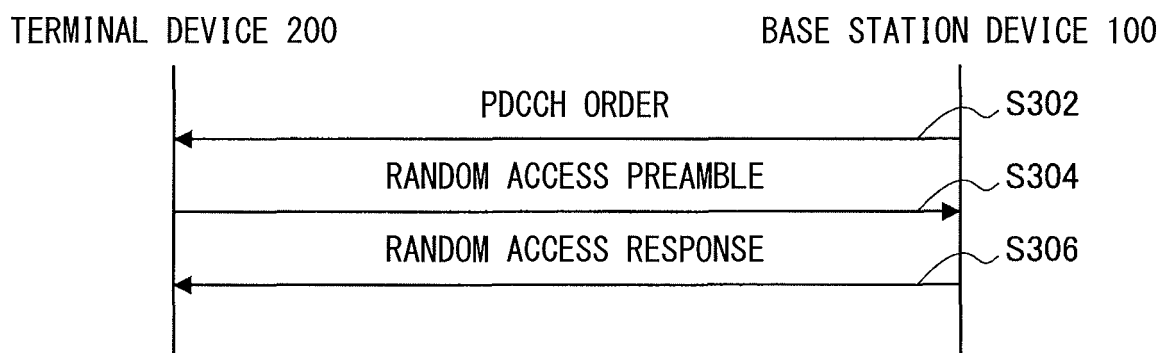 TERMINAL DEVICE 200 BASE STATION DEVICE 100
PDCCH ORDER S302
RANDOM ACCESS PREAMBLE S304
RANDOM ACCESS RESPONSE S306